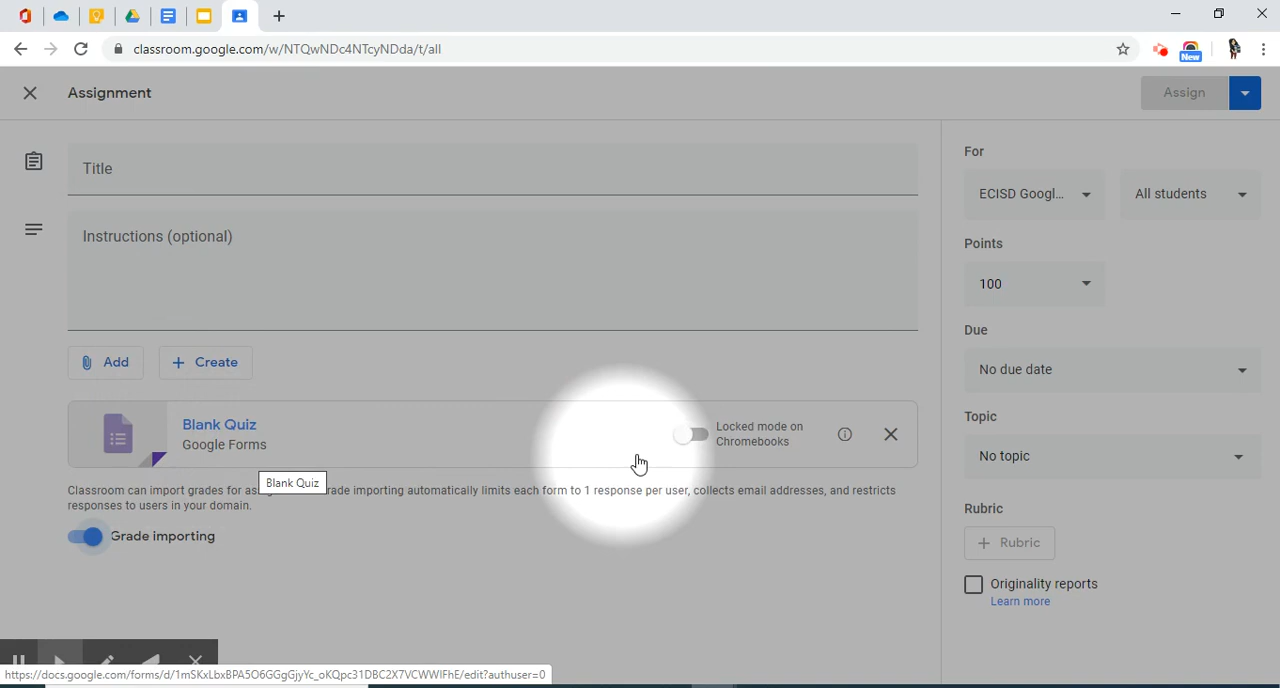 classroom.google.com/w/NTQwNDc4NTcyNDda/t/all
New
Assignment
Assign
Title
Instructions (optional)
Add
Create
Blank Quiz
Google Forms
Locked mode on
Chromebooks
Blank Quiz
Classroom can import grades for as rade importing automatically limits each form to 1 response per user, collects email addresses, and restricts
responses to users in your domain.
Grade importing
For
ECISD Googl...
All students
Points
100
Due
No due date
Topic
No topic
Rubric
Rubric
Originality reports
Learn more
https://docs.google.com/forms/d/1mSKxLbxBPA5O6GGgGjyYc_oKQpc31DBC2X7VCWWIFhE/edit?authuser=0